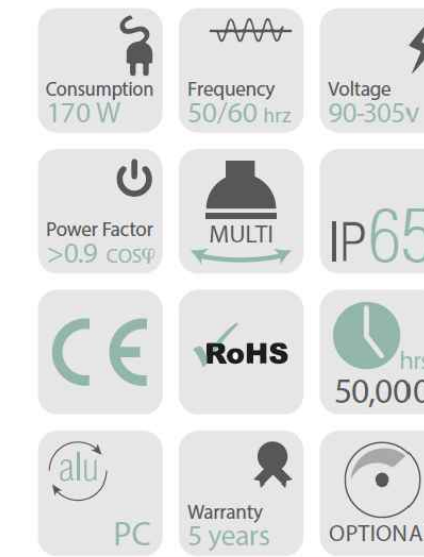 Consumption
170 W
Frequency
50/60 hrz
Voltage
90-305v
Power Factor
>0.9 cosφ
MULTI
IP65
CE
RoHS
hrs
50,000
alu
PC
Warranty
5 years